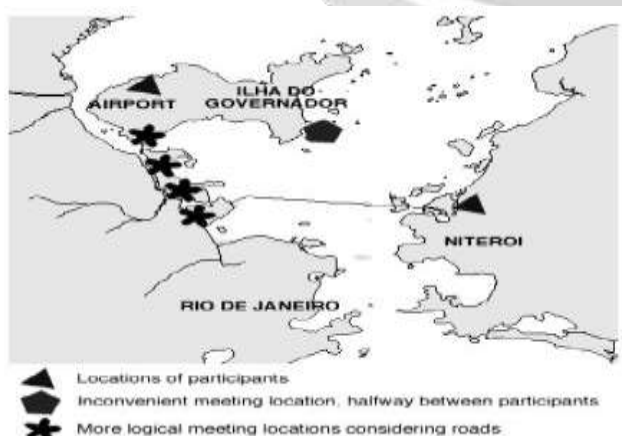 ILHA DO
AIRPORT
GOVERNADOR
NITEROI
RIO DE JANEIRO
Locations of participants
Inconvenient meeting location, halfway between participants
More logical meeting locations considering roads